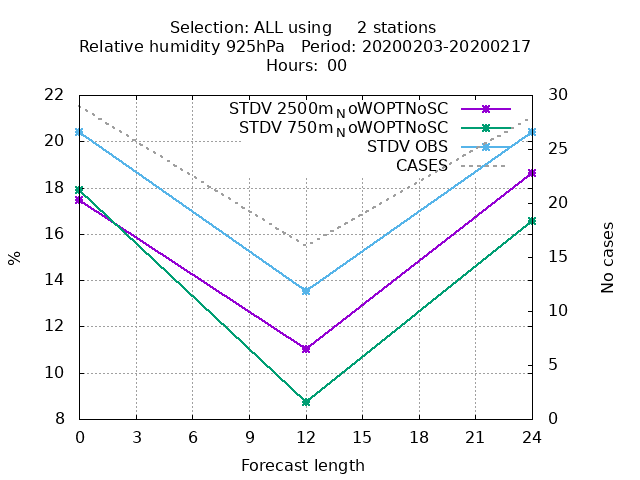 Selection: ALL using     2 stations
Relative humidity 925hPa   Period: 20200203-20200217
Hours: 00
STDV 2500m_NoWOPTNoSC
STDV 750m_NoWOPTNoSC
STDV OBS
CASES
%
No cases
22
20
18
16
14
12
10
8
30
25
20
15
10
5
0
0 3 6 9 12 15 18 21 24
Forecast length